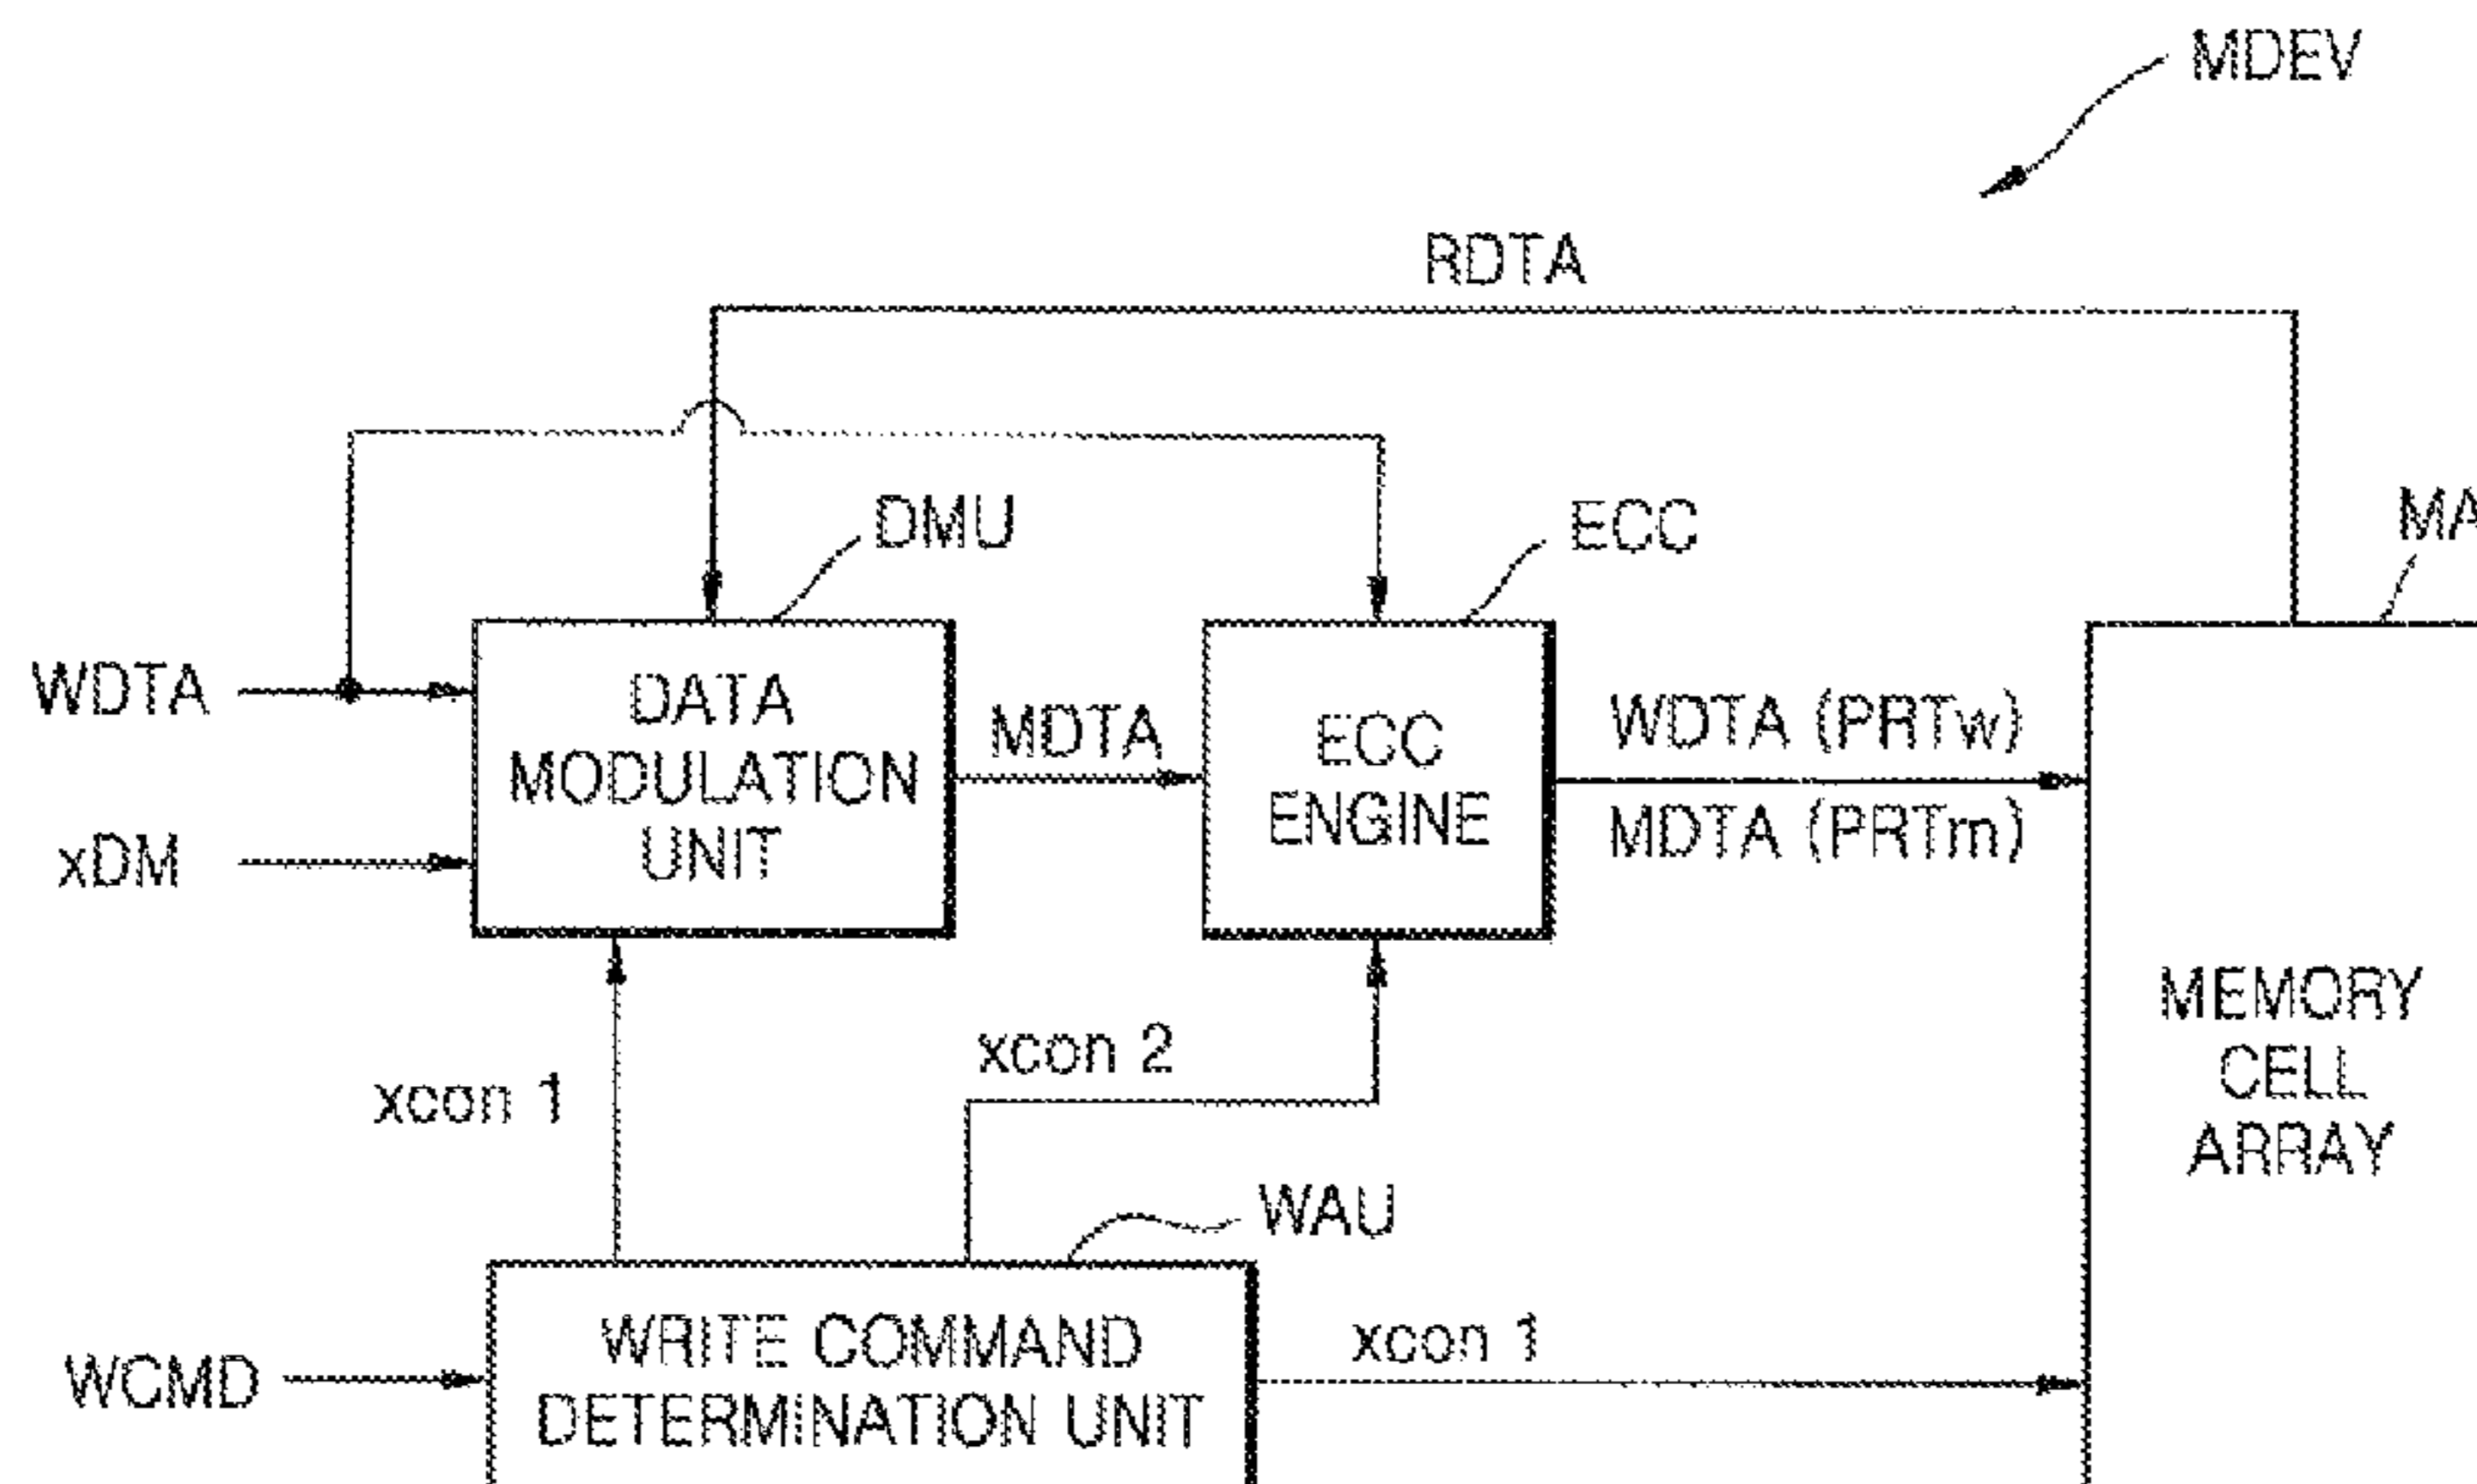 MDEV
RDTA
DMU
ECC
MA
WDTA
DATA
MODULATION
UNIT
MDTA
ECC
ENGINE
WDTA (PRTw)
MDTA (PRTm)
xDM
MEMORY
CELL
ARRAY
xcon 1
xcon 2
WAU
WCMD
WRITE COMMAND
DETERMINATION UNIT
xcon 1